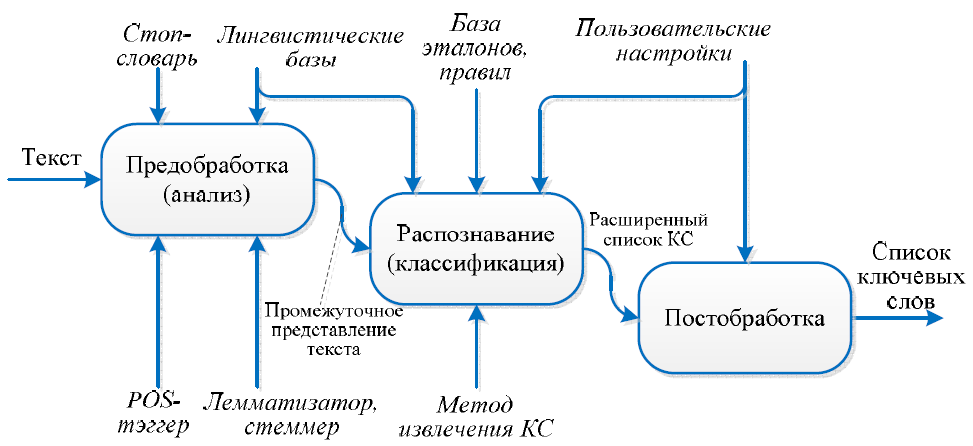 Стоп-
словарь
Лингвистические
базы
База
эталонов,
правил
Пользовательские
настройки
Текст
Предобработка
(анализ)
Распознавание
(классификация)
Расширенный
список КС
Список
ключевых
слов
Промежуточное
представление
текста
Постобработка
POS-
тэггер
Лемматизатор,
стеммер
Метод
извлечения КС